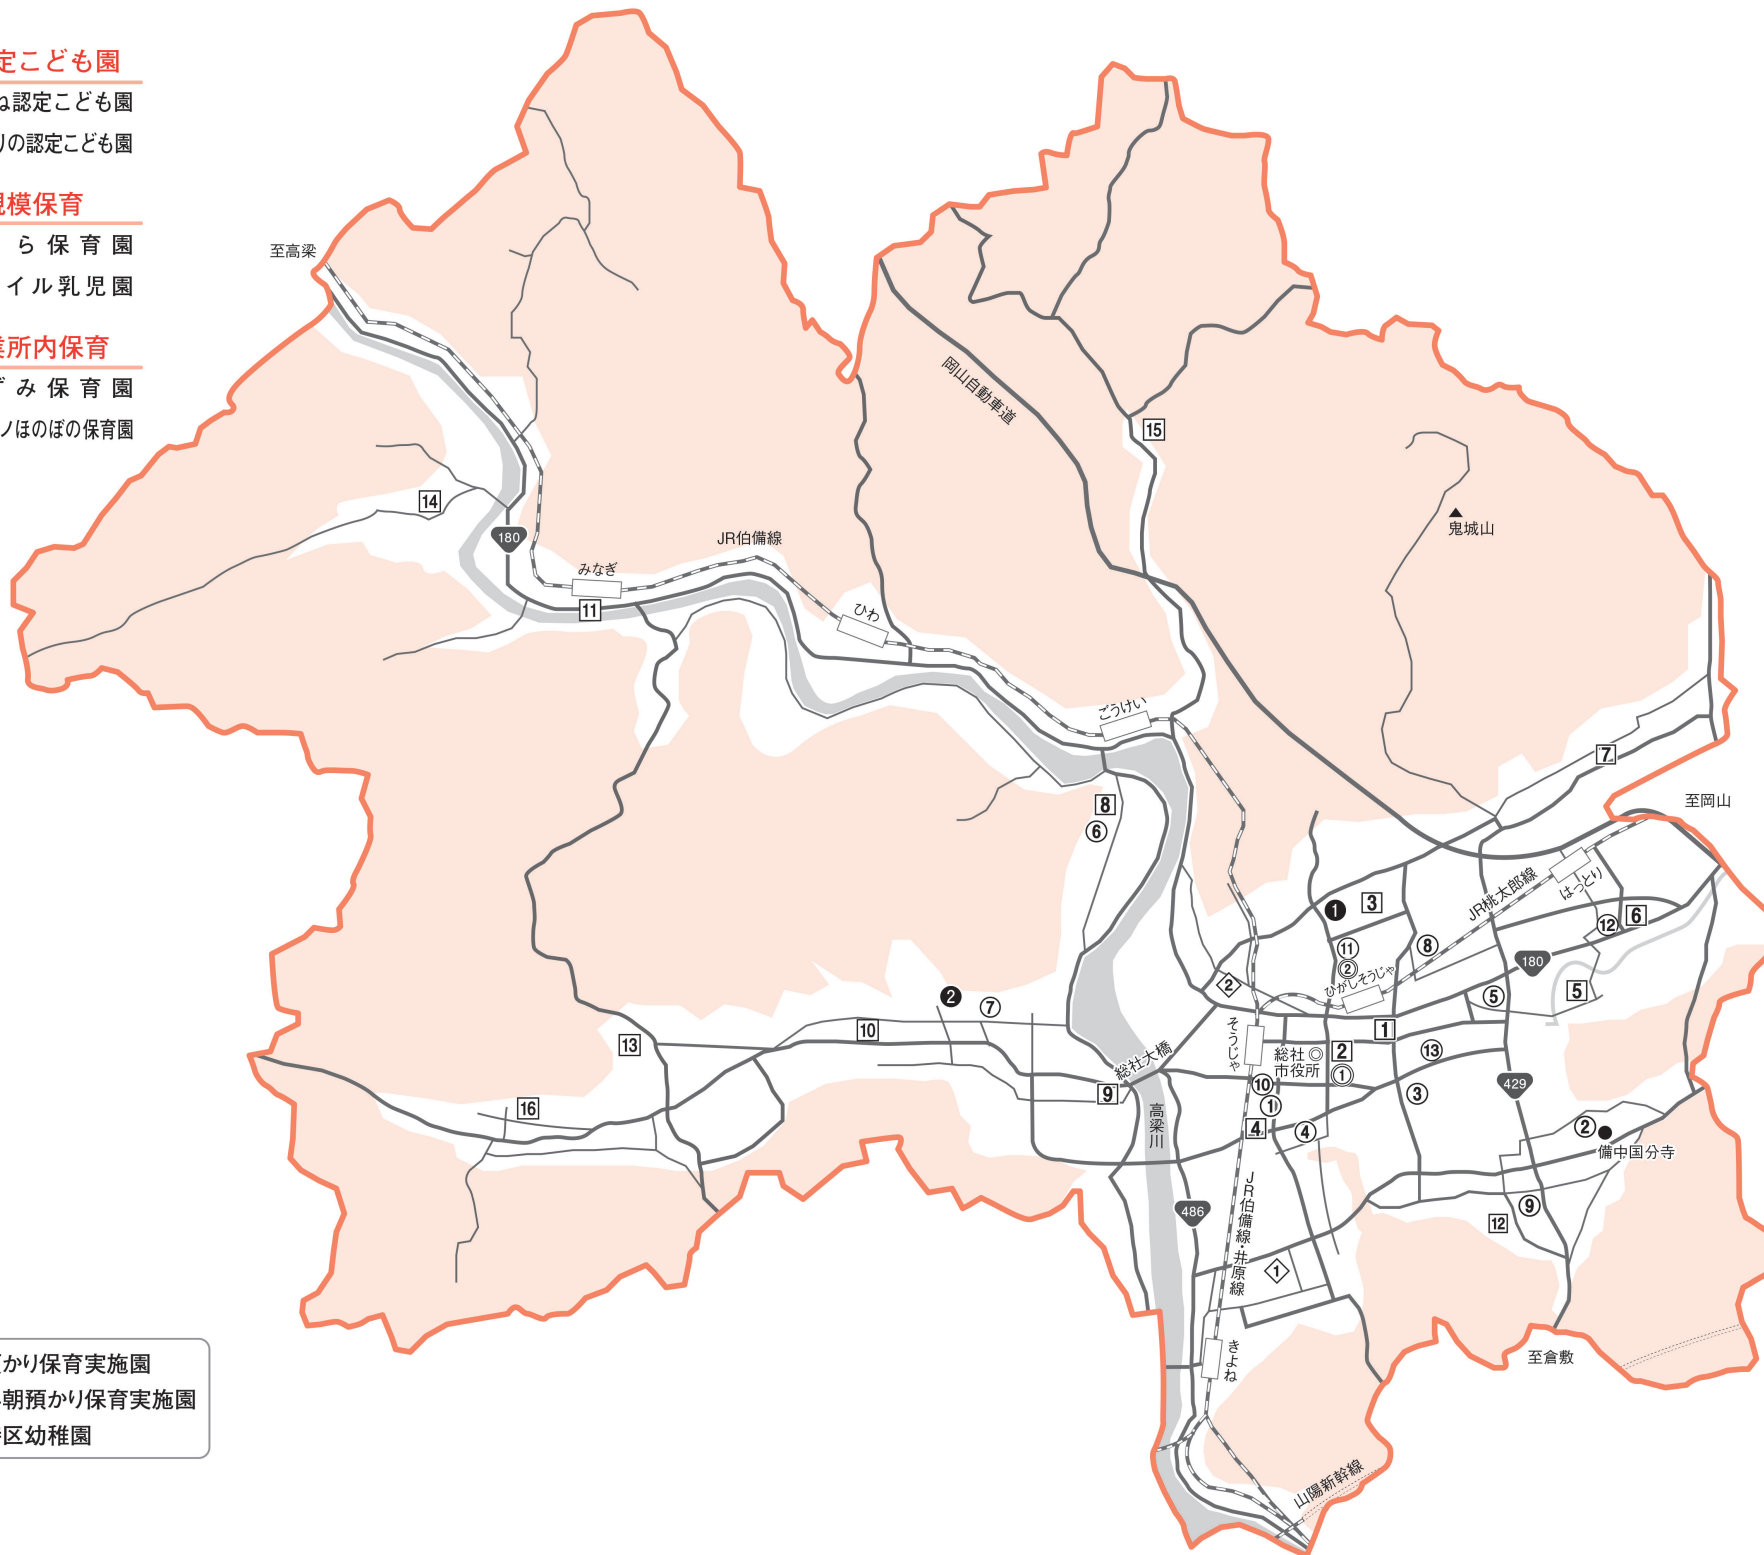 定こども園
ね認定こども園
りの認定こども園
規模保育
ら保育園
イル乳児園
業所内保育
ずみ保育園
ノほのぼの保育園
至高梁
岡山自動車道
15
鬼城山
14
180
JR伯備線
みなぎ
11
ひわ
ごうけい
7
至岡山
8
⑥
JR桃太郎線
はっとり
❶
3
⑫
6
⑪
②
⑧
180
ひがしそうじゃ
2
⑤
5
❷
⑦
10
13
そうじゃ
総社
市役所
1
2
①
⑬
総社大橋
⑩
①
③
429
9
高梁川
4
④
②
備中国分寺
16
486
JR伯備線・井原線
⑨
12
1
きよね
至倉敷
山陽新幹線
かり保育実施園
朝預かり保育実施園
区幼稚園